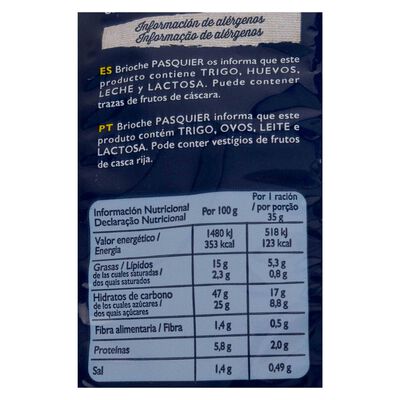 Información de alérgenos
Informação de alérgenos
ES Brioche PASQUIER os informa que este
producto contiene TRIGO, HUEVOS,
LECHE y LACTOSA. Puede contener
trazas de frutos de cáscara.
PT Brioche PASQUIER informa que este
produto contém TRIGO, OVOS, LEITE e
LACTOSA. Pode conter vestígios de frutos
de casca rija.
Información Nutricional
Declaração Nutricional
Por 100 g
Por 1 ración
/ por porção
35 g
Valor energético /
Energia
1480 kJ
353 kcal
518 kJ
123 kcal
Grasas / Lípidos
de las cuales saturadas /
dos quais saturados
15 g
2,3 g
5,3 g
0,8 g
Hidratos de carbono
de los cuales azúcares /
dos quais açúcares
47 g
25 g
17 g
8,8 g
Fibra alimentaria / Fibra
1,4 g
0,5 g
Proteínas
5,8 g
2,0 g
Sal
1,4 g
0,49 g